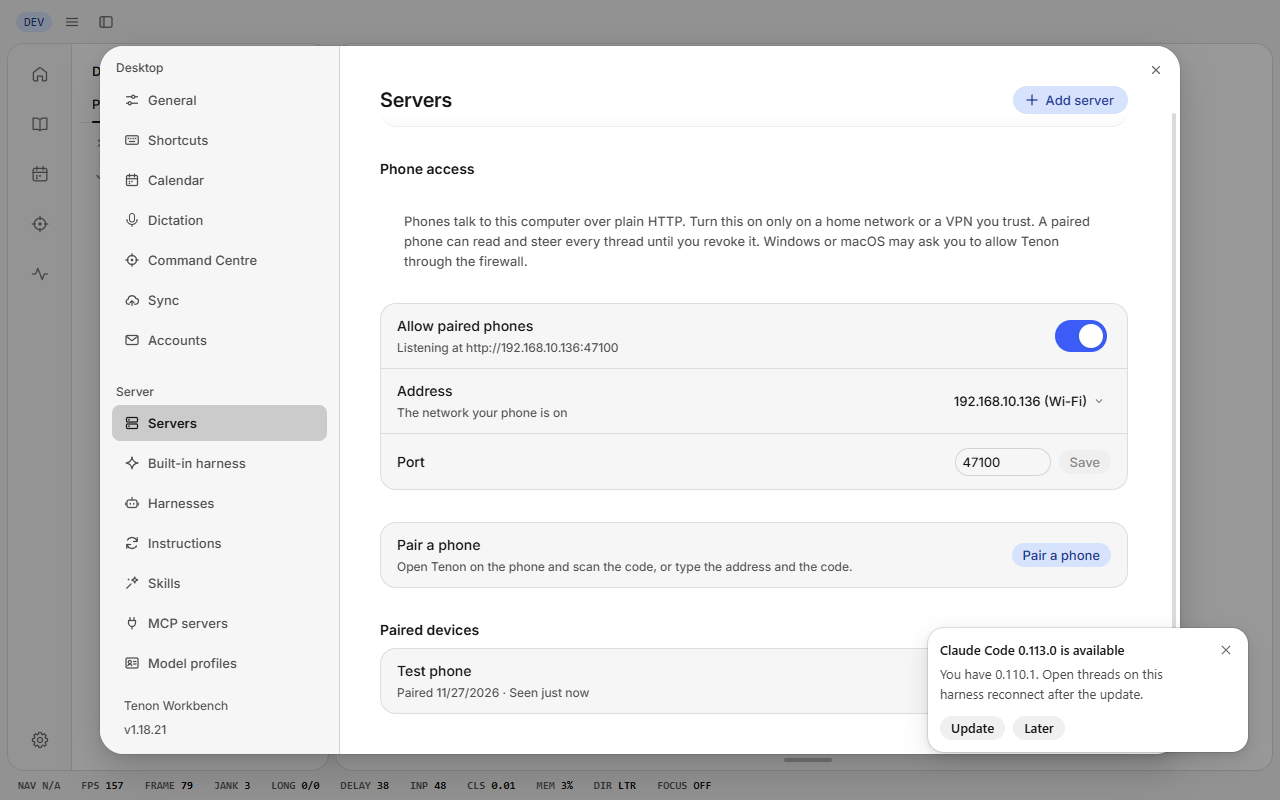 DEV
Desktop
General
Shortcuts
Calendar
Dictation
Command Centre
Sync
Accounts
Server
Servers
Built-in harness
Harnesses
Instructions
Skills
MCP servers
Model profiles
Tenon Workbench
v1.18.21
Servers
Add server
Phone access
Phones talk to this computer over plain HTTP. Turn this on only on a home network or a VPN you trust. A paired
phone can read and steer every thread until you revoke it. Windows or macOS may ask you to allow Tenon
through the firewall.
Allow paired phones
Listening at http://192.168.10.136:47100
Address
The network your phone is on
192.168.10.136 (Wi-Fi)
Port
47100
Save
Pair a phone
Open Tenon on the phone and scan the code, or type the address and the code.
Pair a phone
Paired devices
Test phone
Paired 11/27/2026 · Seen just now
Claude Code 0.113.0 is available
You have 0.110.1. Open threads on this
harness reconnect after the update.
Update
Later
NAV N/A FPS 157 FRAME 79 JANK 3 LONG 0/0 DELAY 38 INP 48 CLS 0.01 MEM 3% DIR LTR FOCUS OFF